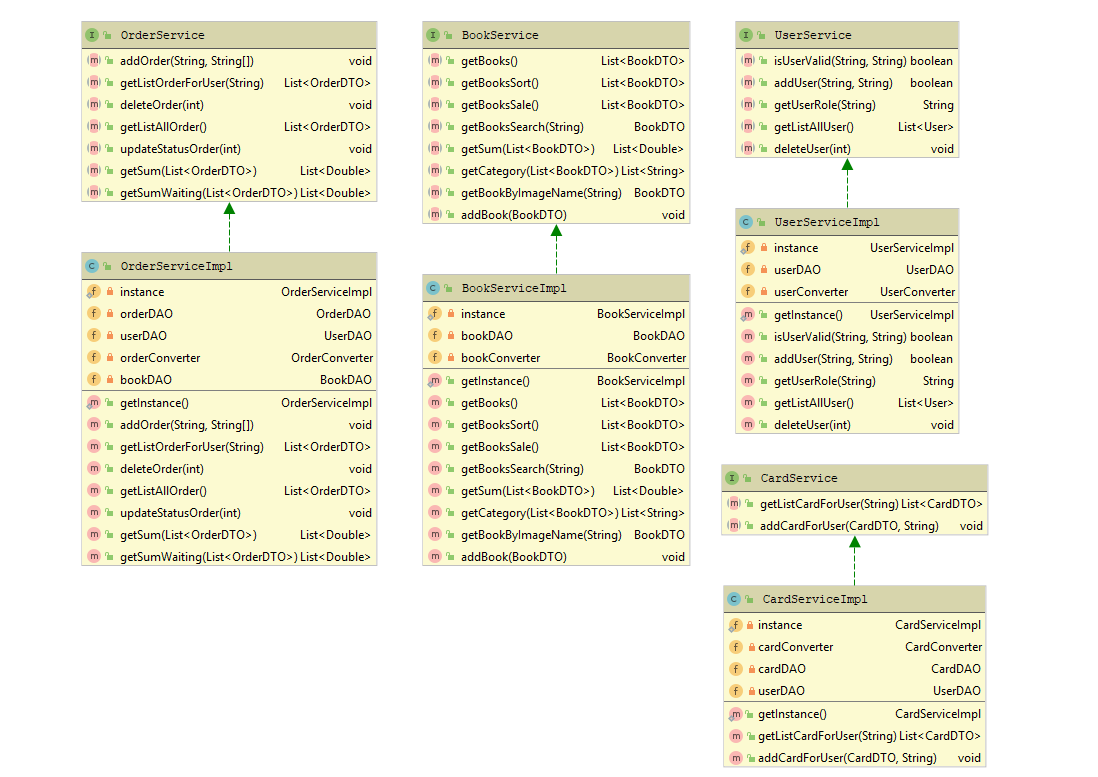 OrderService
addOrder(String, String[]) void
getListOrderForUser(String) List<OrderDTO>
deleteOrder(int) void
getListAllOrder() List<OrderDTO>
updateStatusOrder(int) void
getSum(List<OrderDTO>) List<Double>
getSumWaiting(List<OrderDTO>) List<Double>
OrderServiceImpl
instance OrderServiceImpl
orderDAO OrderDAO
userDAO UserDAO
orderConverter OrderConverter
bookDAO BookDAO
getInstance() OrderServiceImpl
addOrder(String, String[]) void
getListOrderForUser(String) List<OrderDTO>
deleteOrder(int) void
getListAllOrder() List<OrderDTO>
updateStatusOrder(int) void
getSum(List<OrderDTO>) List<Double>
getSumWaiting(List<OrderDTO>) List<Double>
BookService
getBooks() List<BookDTO>
getBooksSort() List<BookDTO>
getBooksSale() List<BookDTO>
getBooksSearch(String) BookDTO
getSum(List<BookDTO>) List<Double>
getCategory(List<BookDTO>) List<String>
getBookByImageName(String) BookDTO
addBook(BookDTO) void
BookServiceImpl
instance BookServiceImpl
bookDAO BookDAO
bookConverter BookConverter
getInstance() BookServiceImpl
getBooks() List<BookDTO>
getBooksSort() List<BookDTO>
getBooksSale() List<BookDTO>
getBooksSearch(String) BookDTO
getSum(List<BookDTO>) List<Double>
getCategory(List<BookDTO>) List<String>
getBookByImageName(String) BookDTO
addBook(BookDTO) void
UserService
isUserValid(String, String) boolean
addUser(String, String) boolean
getUserRole(String) String
getListAllUser() List<User>
deleteUser(int) void
UserServiceImpl
instance UserServiceImpl
userDAO UserDAO
userConverter UserConverter
getInstance() UserServiceImpl
isUserValid(String, String) boolean
addUser(String, String) boolean
getUserRole(String) String
getListAllUser() List<User>
deleteUser(int) void
CardService
getListCardForUser(String) List<CardDTO>
addCardForUser(CardDTO, String) void
CardServiceImpl
instance CardServiceImpl
cardConverter CardConverter
cardDAO CardDAO
userDAO UserDAO
getInstance() CardServiceImpl
getListCardForUser(String) List<CardDTO>
addCardForUser(CardDTO, String) void